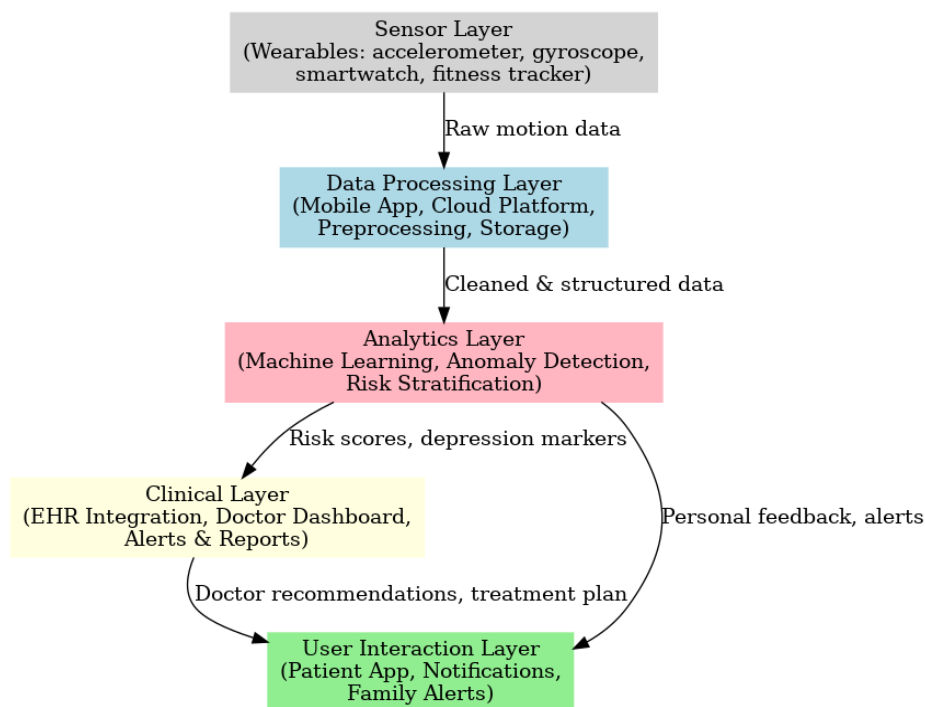 Sensor Layer
(Wearables: accelerometer, gyroscope,
smartwatch, fitness tracker)
Raw motion data
Data Processing Layer
(Mobile App, Cloud Platform,
Preprocessing, Storage)
Cleaned & structured data
Analytics Layer
(Machine Learning, Anomaly Detection,
Risk Stratification)
Risk scores, depression markers
Clinical Layer
(EHR Integration, Doctor Dashboard,
Alerts & Reports)
Personal feedback, alerts
Doctor recommendations, treatment plan
User Interaction Layer
(Patient App, Notifications,
Family Alerts)